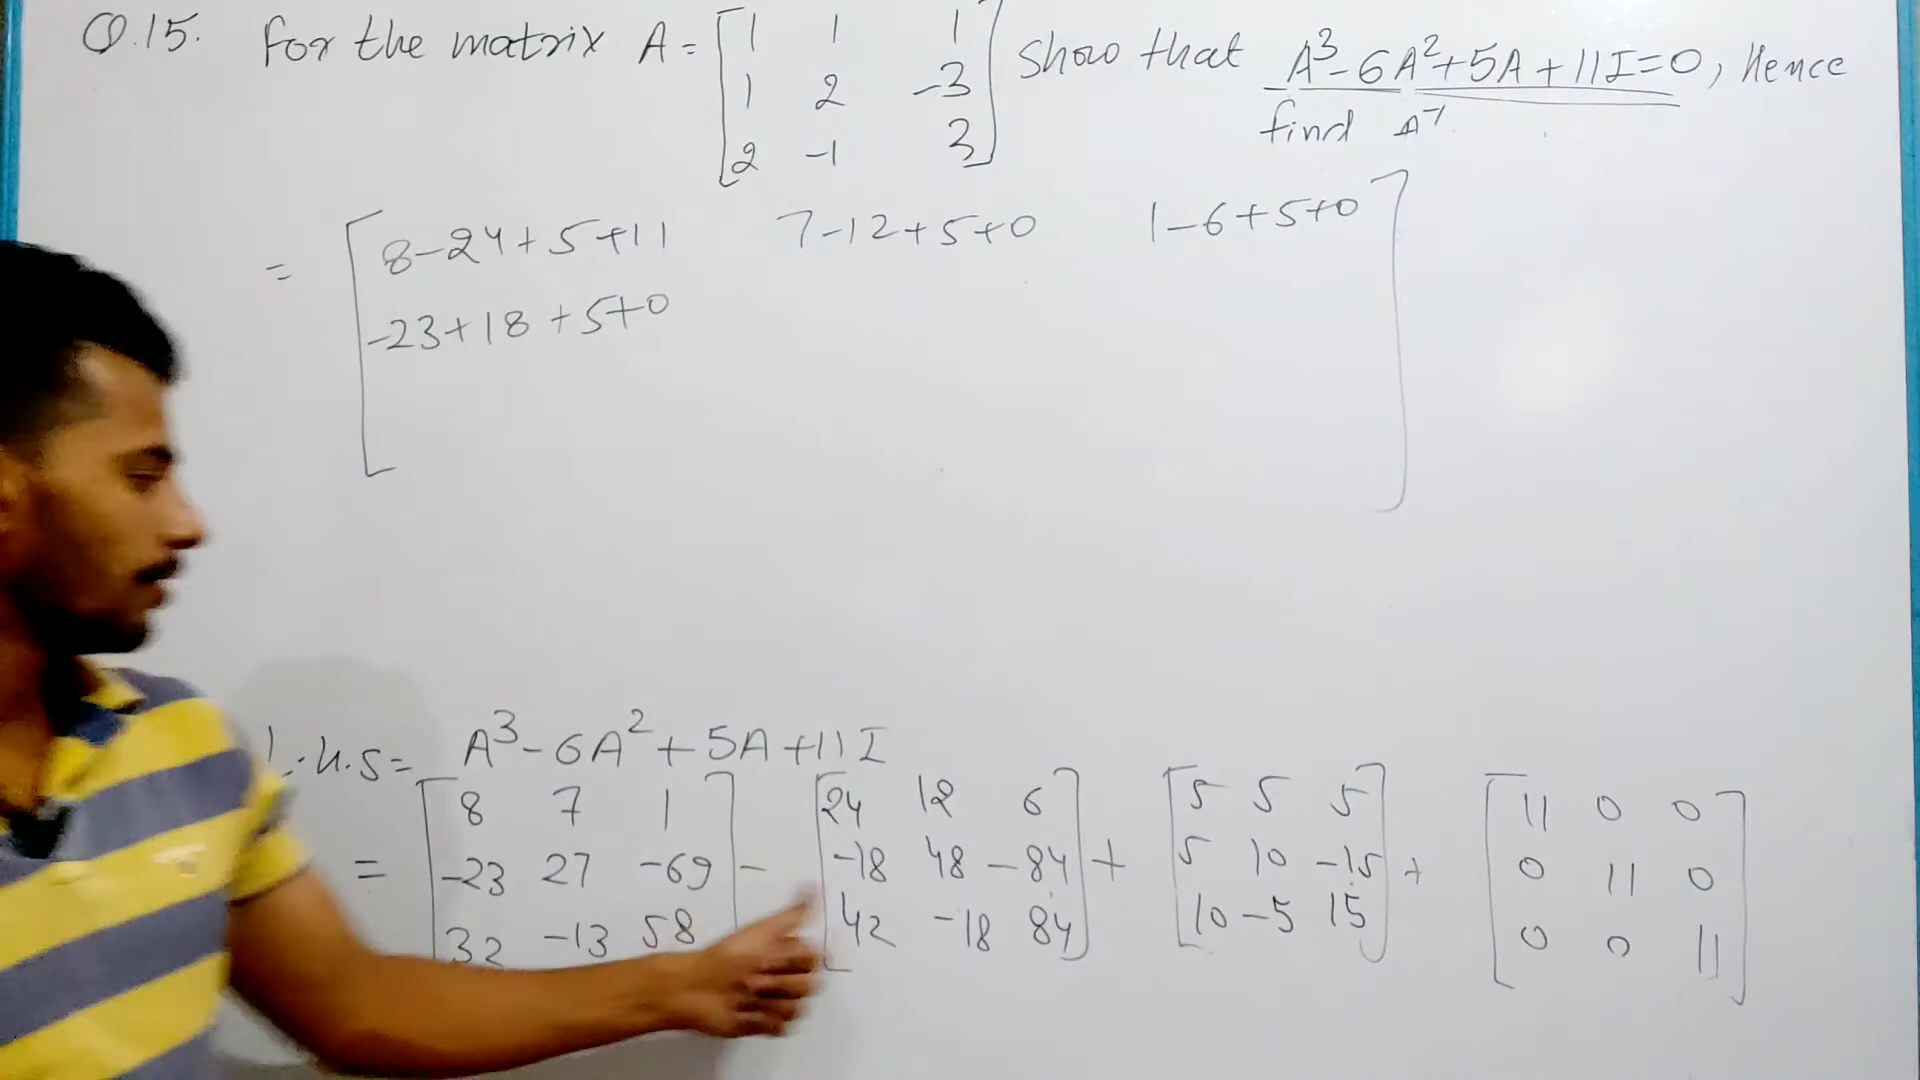 Q.15. For the matrix A = [1 1 1 Show that A³-6A²+5A+11I=0, Hence
1 2 -3
2 -1 3] find A⁻¹
= [8-24+5+11 7-12+5+0 1-6+5+0]
-23+18+5+0
L.H.S= A³-6A²+5A+11I
= [8 7 1] - [24 12 6] + [5 5 5] + [11 0 0]
-23 27 -69 -18 48 -84 5 10 -15 0 11 0
32 -13 58 42 -18 84 10 -5 15 0 0 11